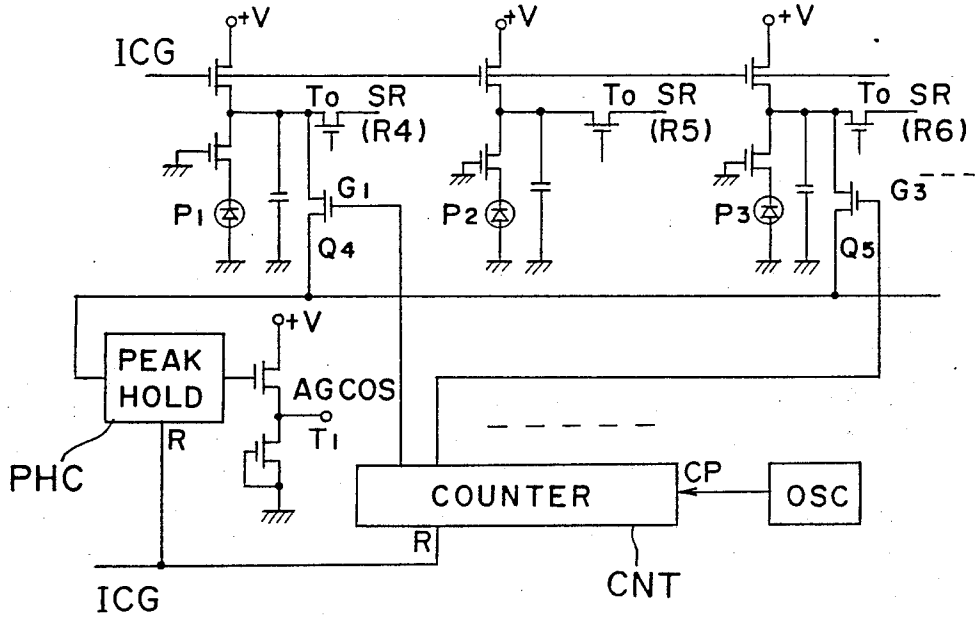 +V +V +V
ICG
To SR To SR To SR
(R4) (R5) (R6)
G1 G3
P1 P2 P3
Q4 Q5
+V
PEAK
HOLD
AGCOS
R T1
PHC
CP
COUNTER OSC
R
CNT
ICG